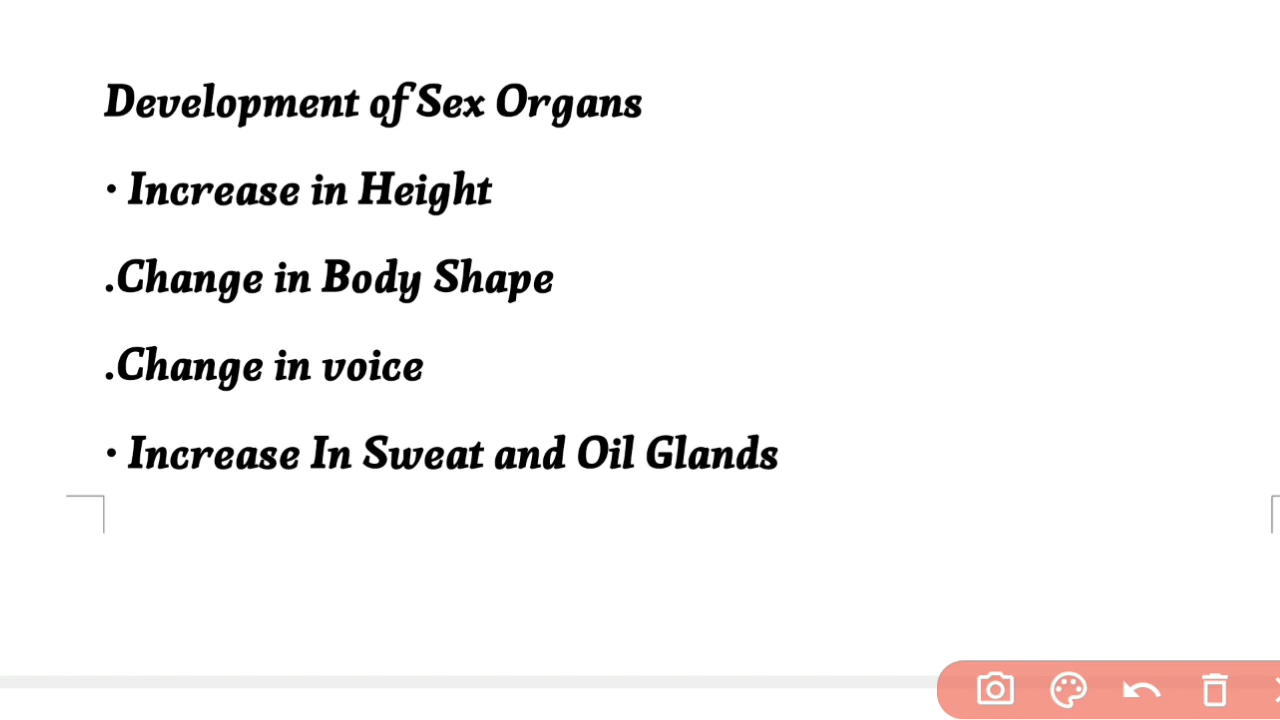 Development of Sex Organs
• Increase in Height
.Change in Body Shape
.Change in voice
• Increase In Sweat and Oil Glands